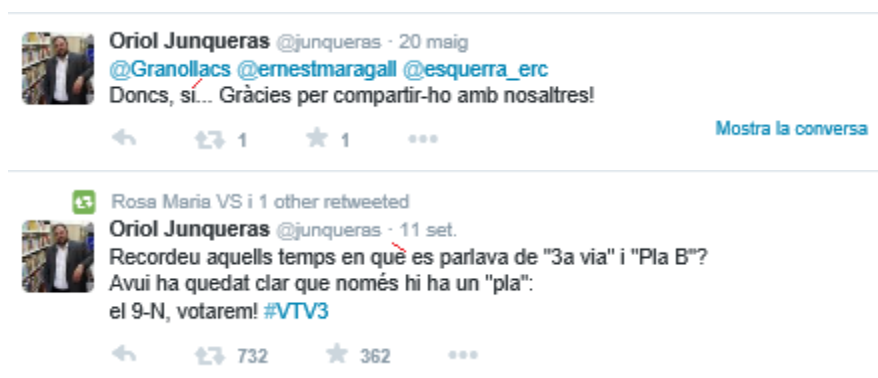 Oriol Junqueras @junqueras · 20 maig
@Granollacs @ernestmaragall @esquerra_erc
Doncs, sí... Gràcies per compartir-ho amb nosaltres!
1 1
Mostra la conversa
Rosa Maria VS i 1 other retweeted
Oriol Junqueras @junqueras · 11 set.
Recordeu aquells temps en què es parlava de "3a via" i "Pla B"?
Avui ha quedat clar que només hi ha un "pla":
el 9-N, votarem! #VTV3
732 362